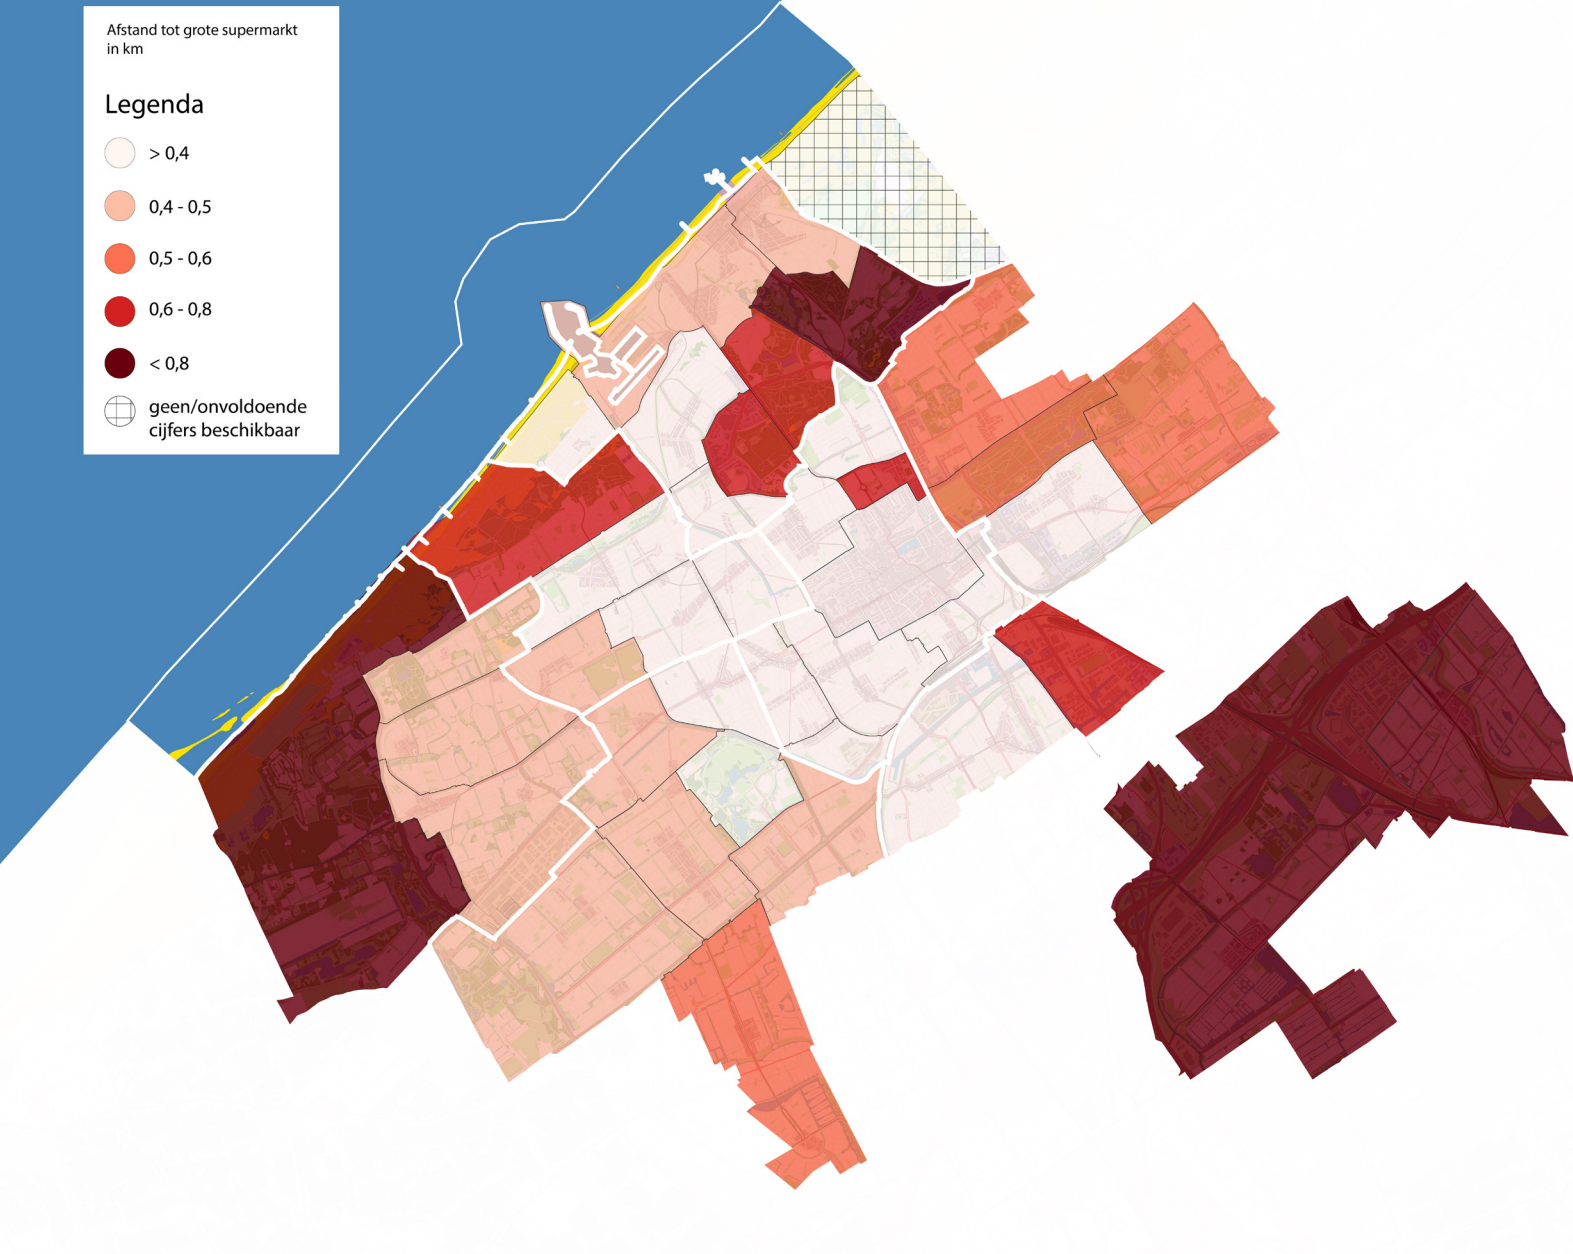 Afstand tot grote supermarkt
in km
Legenda
> 0,4
0,4 - 0,5
0,5 - 0,6
0,6 - 0,8
< 0,8
geen/onvoldoende
cijfers beschikbaar